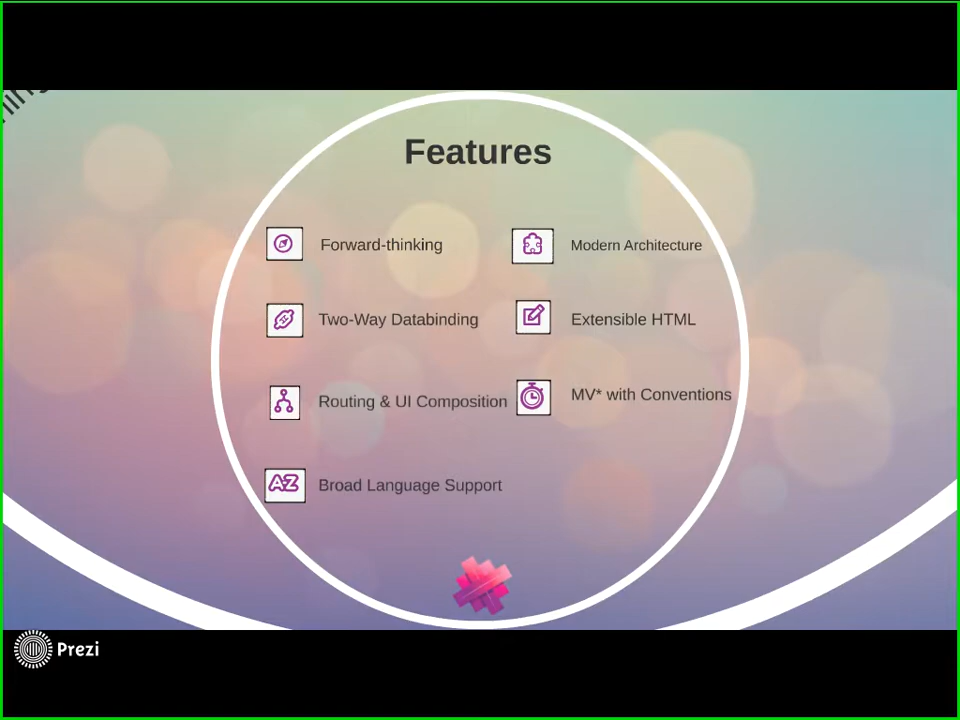 Features
Forward-thinking
Modern Architecture
Two-Way Databinding
Extensible HTML
Routing & UI Composition
MV* with Conventions
AZ
Broad Language Support
Prezi